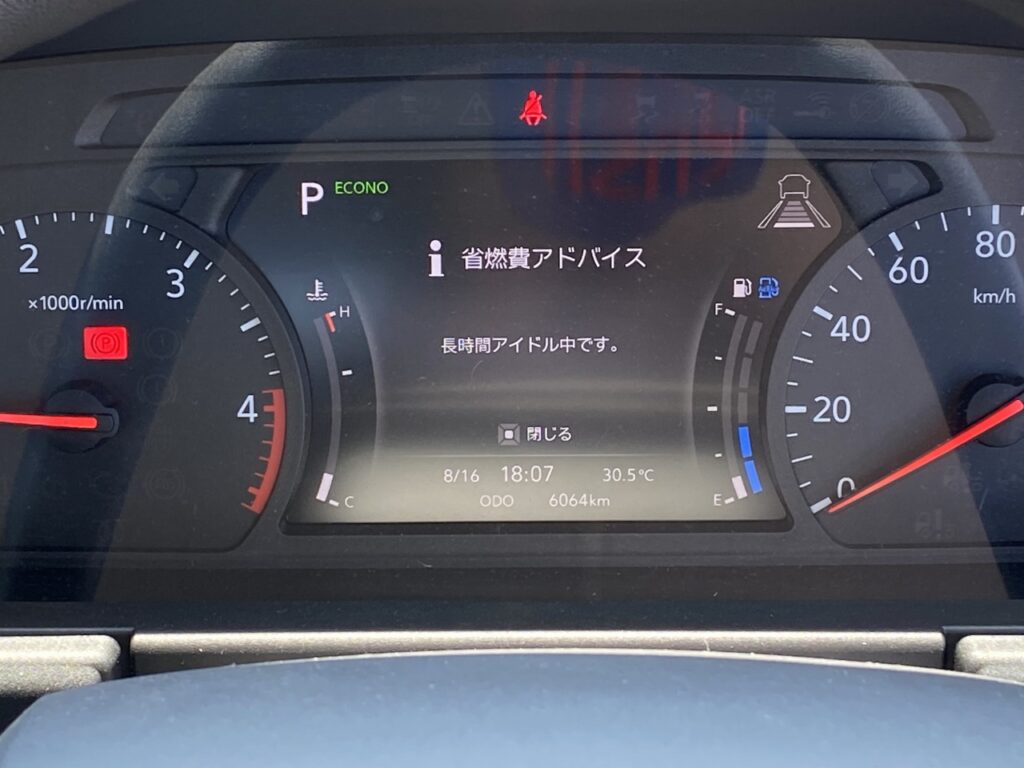 P ECONO
省燃費アドバイス
2
3
4
×1000r/min
H
C
長時間アイドル中です。
閉じる
8/16 18:07 30.5℃
ODO 6064km
F
E
80
60
40
20
0
km/h
P